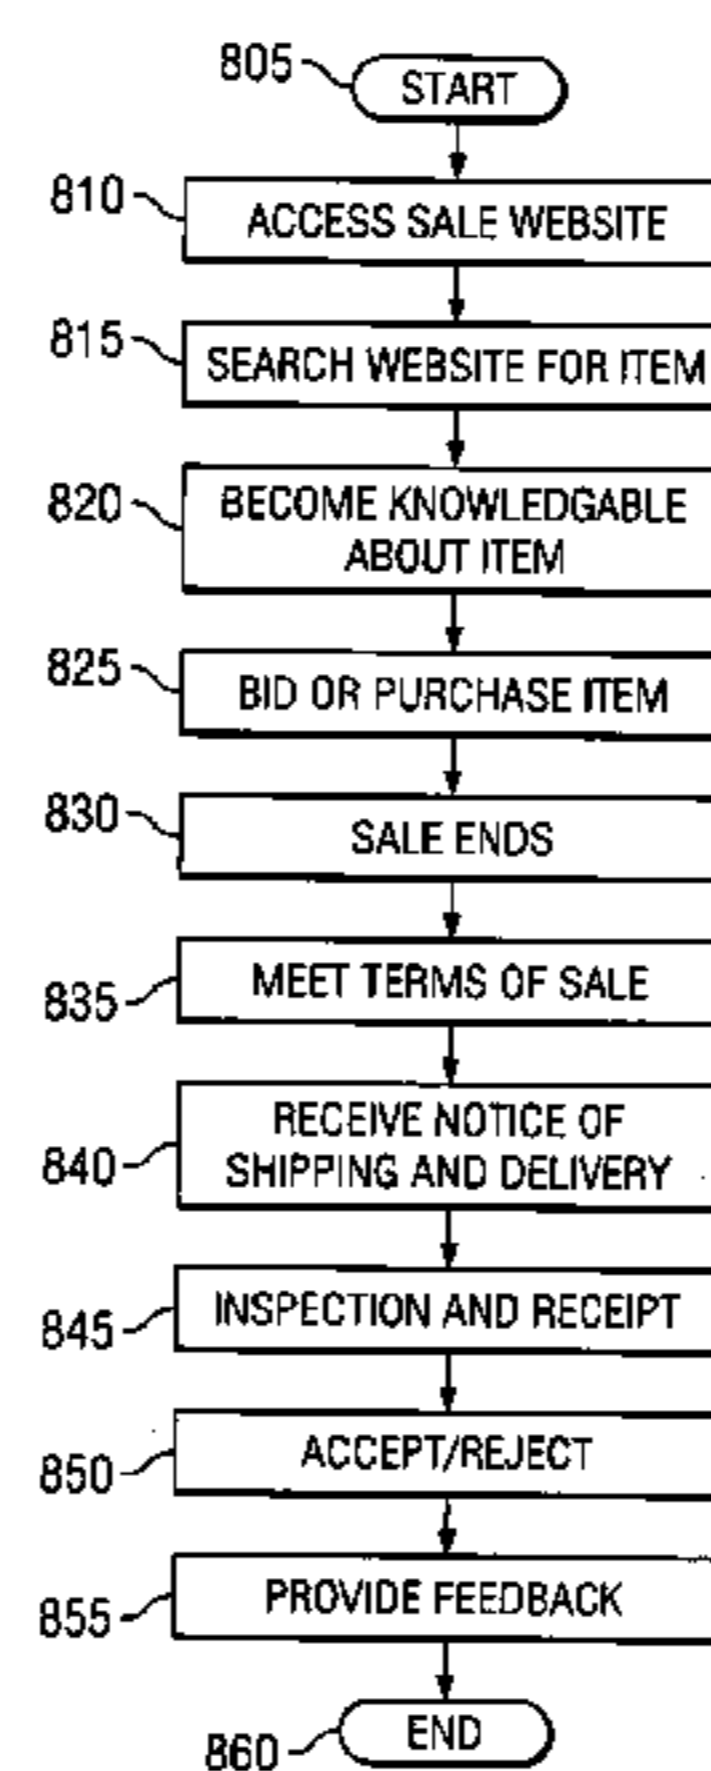 805
START
810
ACCESS SALE WEBSITE
815
SEARCH WEBSITE FOR ITEM
820
BECOME KNOWLEDGABLE
ABOUT ITEM
825
BID OR PURCHASE ITEM
830
SALE ENDS
835
MEET TERMS OF SALE
840
RECEIVE NOTICE OF
SHIPPING AND DELIVERY
845
INSPECTION AND RECEIPT
850
ACCEPT/REJECT
855
PROVIDE FEEDBACK
860
END